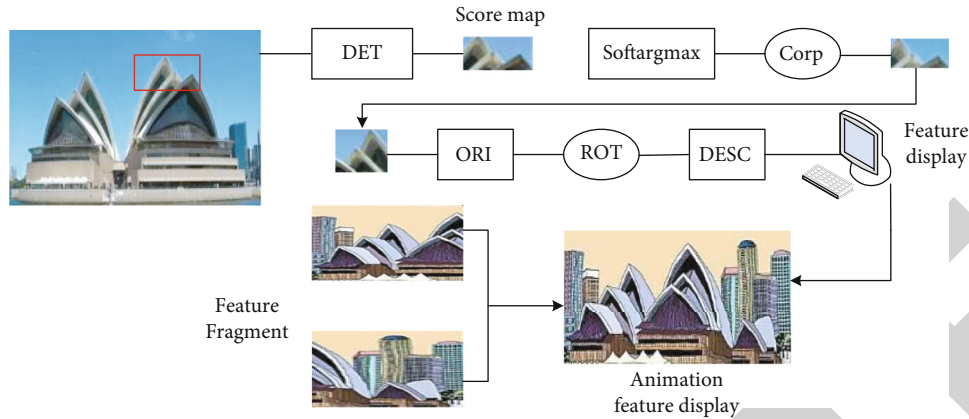 Score map
DET
Softargmax
Corp
ORI
ROT
DESC
Feature
display
Feature
Fragment
Animation
feature display